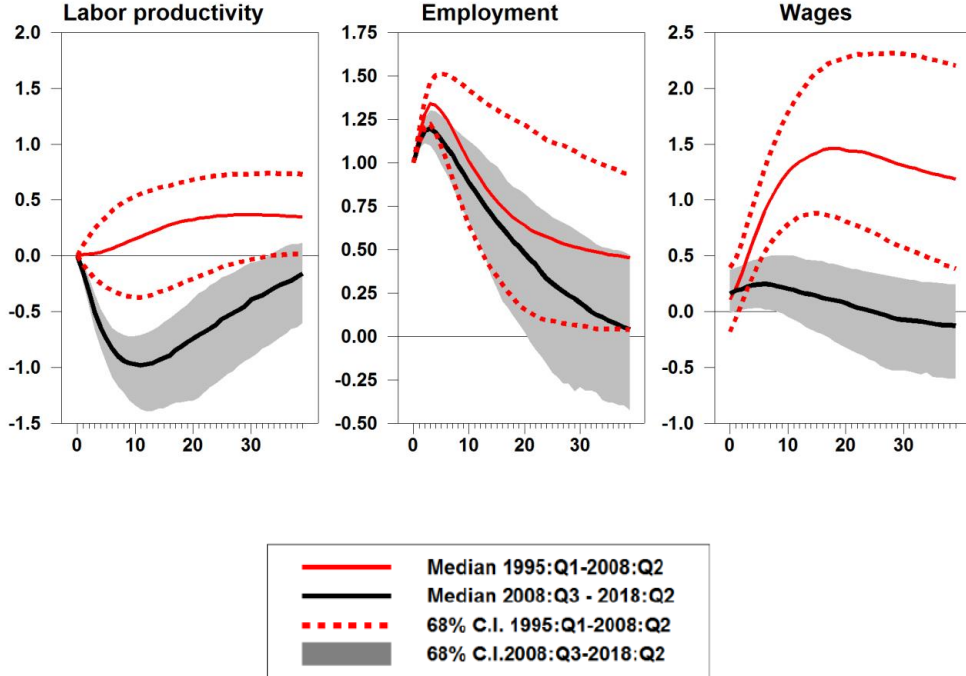 Labor productivity
2.0
1.5
1.0
0.5
0.0
-0.5
-1.0
-1.5
0 10 20 30
Employment
1.75
1.50
1.25
1.00
0.75
0.50
0.25
0.00
-0.25
-0.50
0 10 20 30
Wages
2.5
2.0
1.5
1.0
0.5
0.0
-0.5
-1.0
0 10 20 30
Median 1995:Q1-2008:Q2
Median 2008:Q3 - 2018:Q2
68% C.I. 1995:Q1-2008:Q2
68% C.I.2008:Q3-2018:Q2